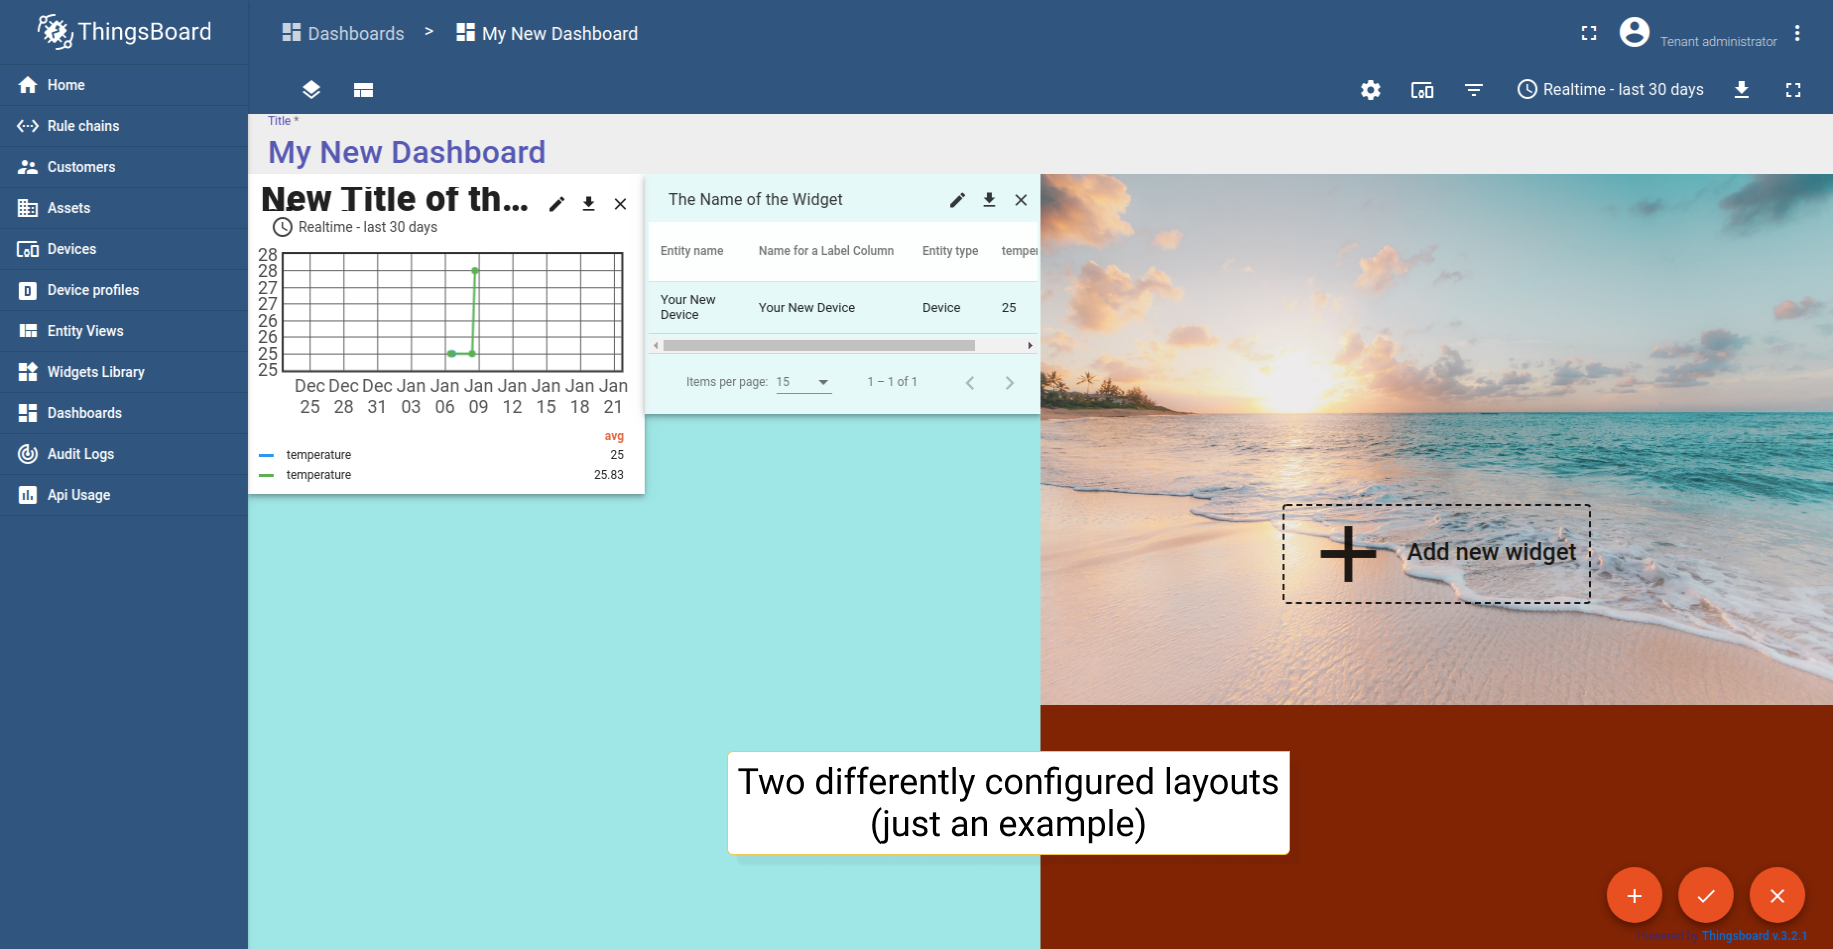 ThingsBoard
Dashboards > My New Dashboard
Tenant administrator
Home
Rule chains
Customers
Assets
Devices
Device profiles
Entity Views
Widgets Library
Dashboards
Audit Logs
Api Usage
Realtime - last 30 days
Title *
My New Dashboard
New Title of th...
Realtime - last 30 days
28
28
27
27
26
26
25
25
Dec Dec Dec Jan Jan Jan Jan Jan Jan Jan
25 28 31 03 06 09 12 15 18 21
avg
temperature 25
temperature 25.83
The Name of the Widget
Entity name Name for a Label Column Entity type temper
Your New
Device Your New Device Device 25
Items per page: 15 1 – 1 of 1
Add new widget
Two differently configured layouts
(just an example)
Powered by Thingsboard v.3.2.1